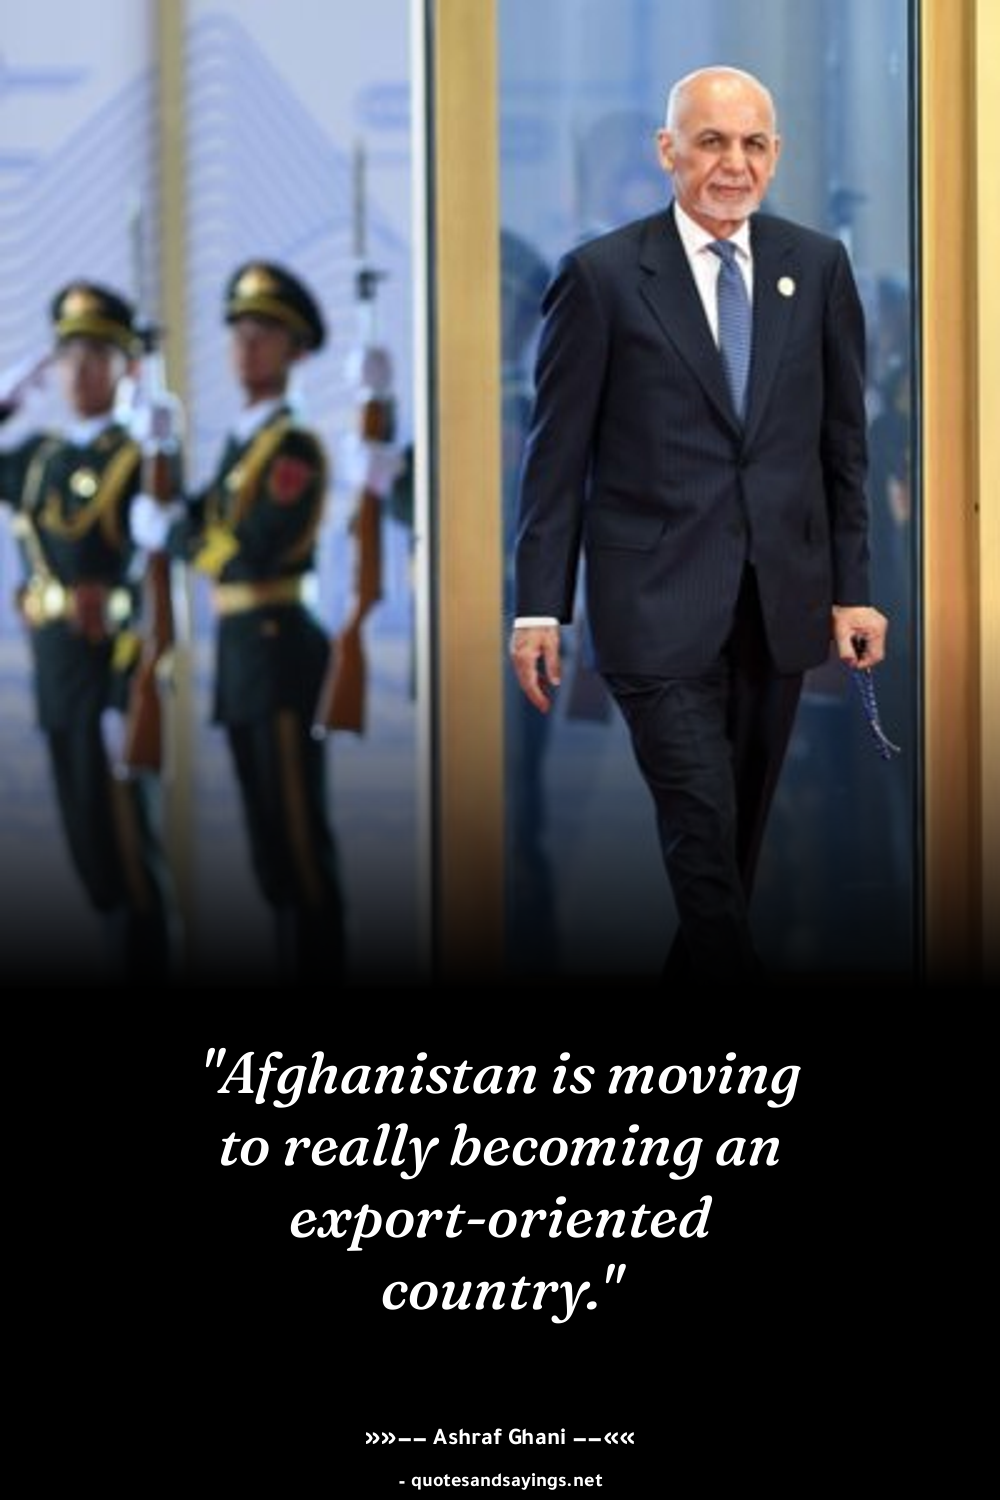 "Afghanistan is moving
to really becoming an
export-oriented
country."
»»–– Ashraf Ghani ––««
- quotesandsayings.net